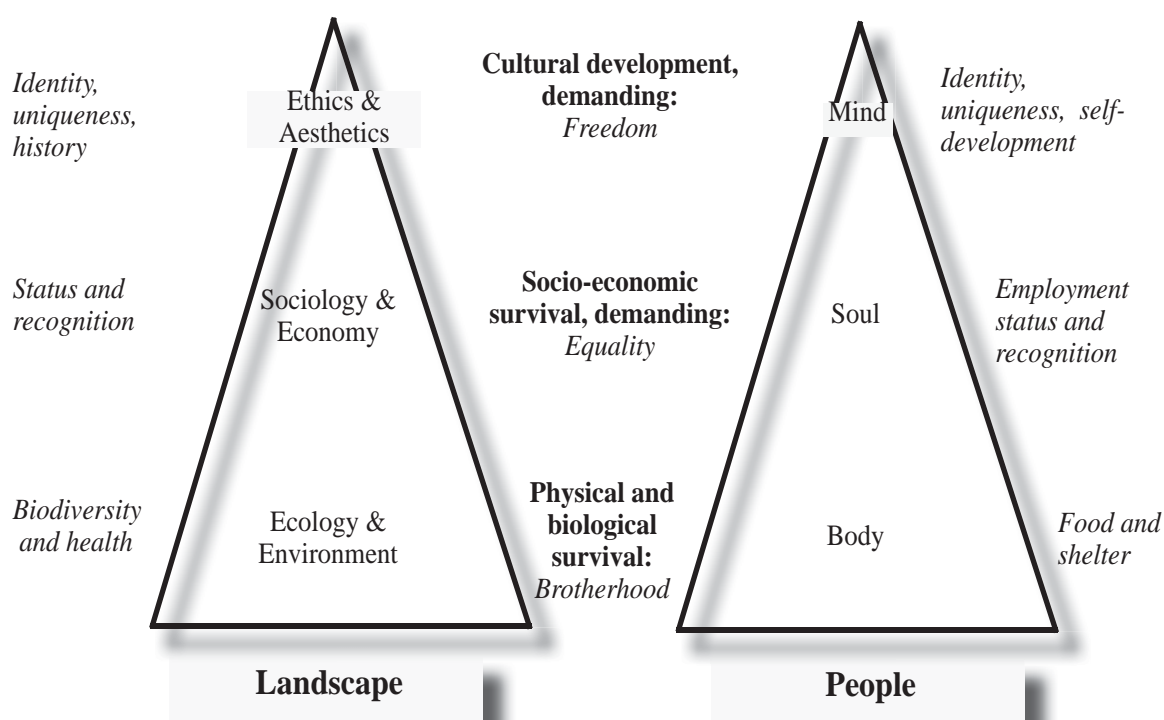 Identity,
uniqueness,
history
Ethics &
Aesthetics
Cultural development,
demanding:
Freedom
Mind
Identity,
uniqueness, self-
development
Status and
recognition
Sociology &
Economy
Socio-economic
survival, demanding:
Equality
Soul
Employment
status and
recognition
Biodiversity
and health
Ecology &
Environment
Physical and
biological
survival:
Brotherhood
Body
Food and
shelter
Landscape
People